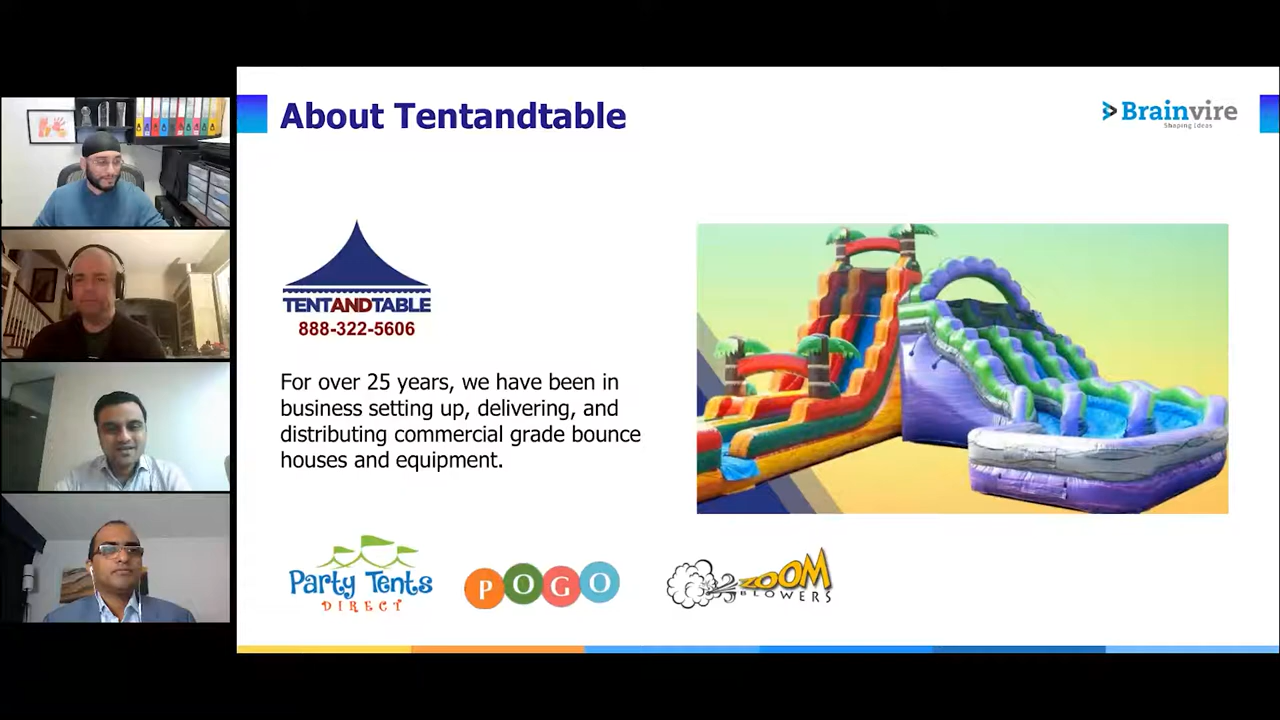 About Tentandtable
Brainvire
Shaping Ideas
TENTANDTABLE
888-322-5606
For over 25 years, we have been in
business setting up, delivering, and
distributing commercial grade bounce
houses and equipment.
Party Tents
DIRECT
POGO
ZOOM
BLOWERS